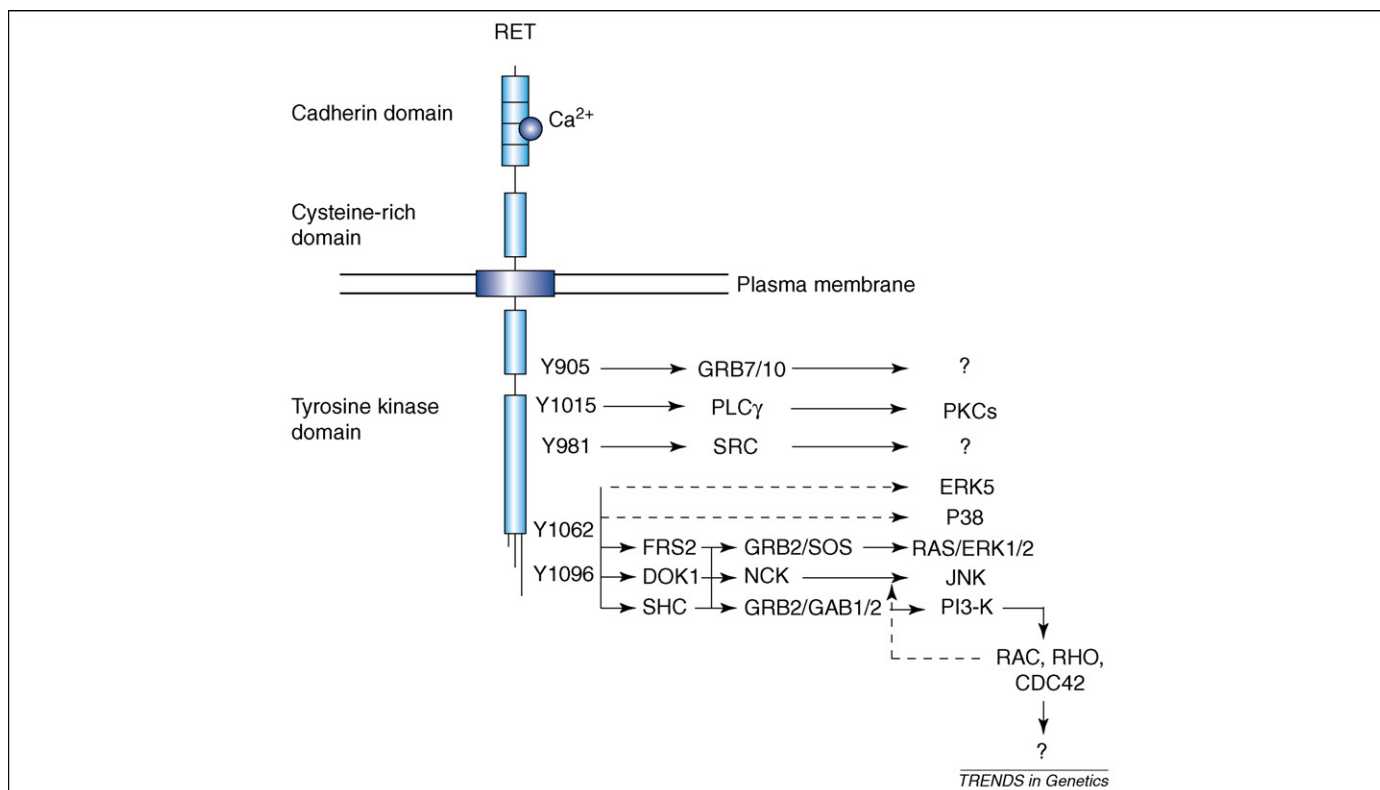 RET
Cadherin domain
Ca2+
Cysteine-rich
domain
Plasma membrane
Y905 GRB7/10 ?
Tyrosine kinase
domain
Y1015 PLCγ PKCs
Y981 SRC ?
ERK5
P38
Y1062
FRS2 GRB2/SOS RAS/ERK1/2
Y1096 DOK1 NCK JNK
SHC GRB2/GAB1/2 PI3-K
RAC, RHO,
CDC42
?
TRENDS in Genetics